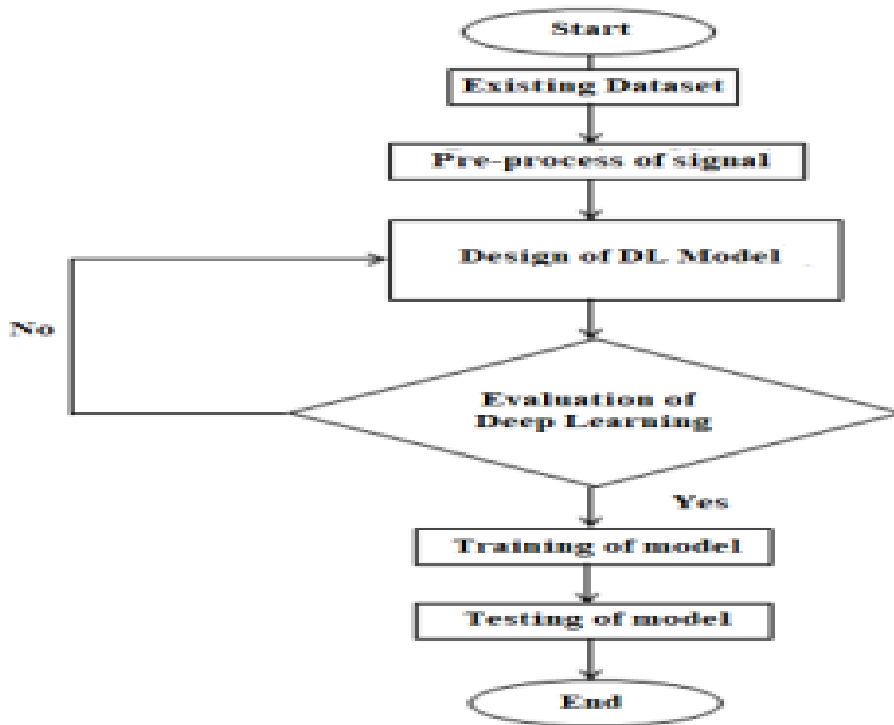 Start
Existing Dataset
Pre-process of signal
Design of DL Model
No
Evaluation of
Deep Learning
Yes
Training of model
Testing of model
End